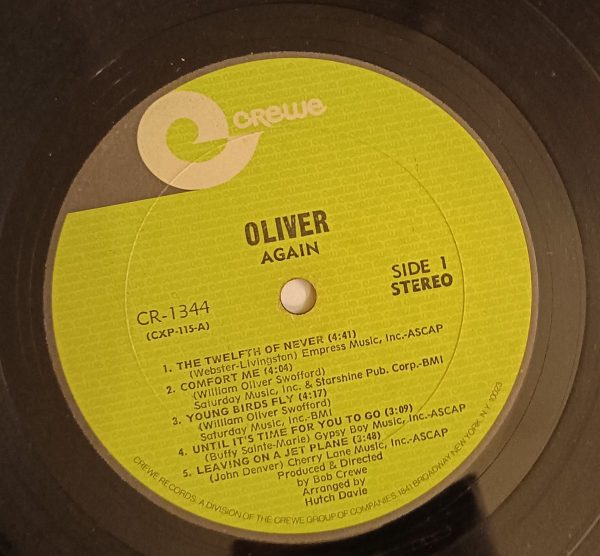 CREWE
OLIVER
AGAIN
SIDE 1
STEREO
CR-1344
(CXP-115-A)
1. THE TWELFTH OF NEVER (4:41)
(Webster-Livingston) Empress Music, Inc.-ASCAP
2. COMFORT ME (4:04)
(William Oliver Swofford)
Saturday Music, Inc. & Starshine Pub. Corp.-BMI
3. YOUNG BIRDS FLY (4:17)
(William Oliver Swofford)
Saturday Music, Inc.-BMI
4. UNTIL IT'S TIME FOR YOU TO GO (3:09)
(Buffy Sainte-Marie) Gypsy Boy Music, Inc.-ASCAP
5. LEAVING ON A JET PLANE (3:48)
(John Denver) Cherry Lane Music, Inc.-ASCAP
Produced & Directed
by Bob Crewe
Arranged by
Hutch Davie
CREWE RECORDS, A DIVISION OF THE CREWE GROUP OF COMPANIES 1841 BROADWAY NEW YORK, N.Y. 10023